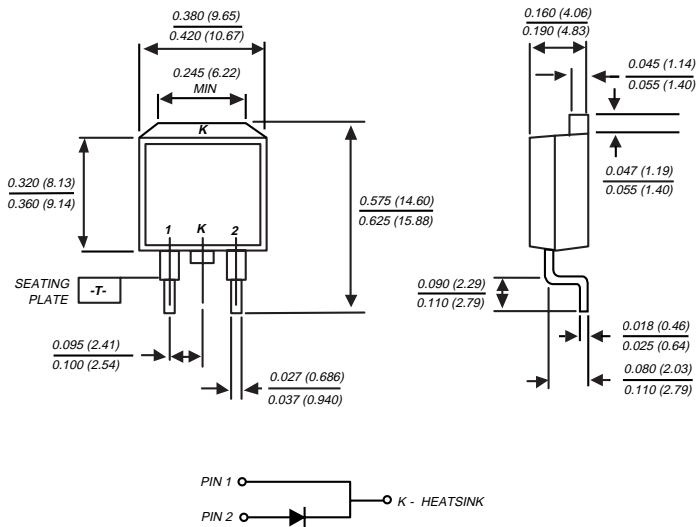 0.380 (9.65)
0.420 (10.67)
0.245 (6.22)
MIN
K
0.320 (8.13)
0.360 (9.14)
0.575 (14.60)
0.625 (15.88)
1 K 2
SEATING
PLATE
-T-
0.095 (2.41)
0.100 (2.54)
0.027 (0.686)
0.037 (0.940)
0.160 (4.06)
0.190 (4.83)
0.045 (1.14)
0.055 (1.40)
0.047 (1.19)
0.055 (1.40)
0.090 (2.29)
0.110 (2.79)
0.018 (0.46)
0.025 (0.64)
0.080 (2.03)
0.110 (2.79)
PIN 1
PIN 2
K - HEATSINK